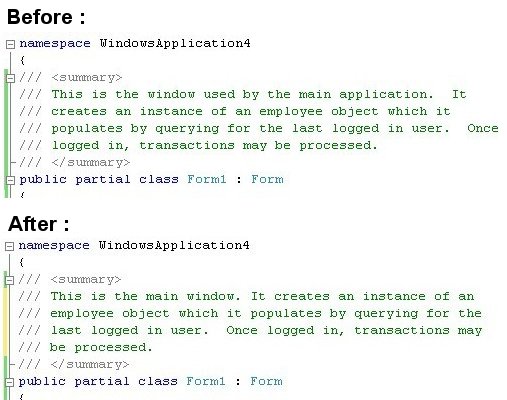 Before :
namespace WindowsApplication4
{
/// <summary>
/// This is the window used by the main application.  It
/// creates an instance of an employee object which it
/// populates by querying for the last logged in user.  Once
/// logged in, transactions may be processed.
/// </summary>
public partial class Form1 : Form
{
After :
namespace WindowsApplication4
{
/// <summary>
/// This is the main window. It creates an instance of an
/// employee object which it populates by querying for the
/// last logged in user.  Once logged in, transactions may
/// be processed.
/// </summary>
public partial class Form1 : Form
{